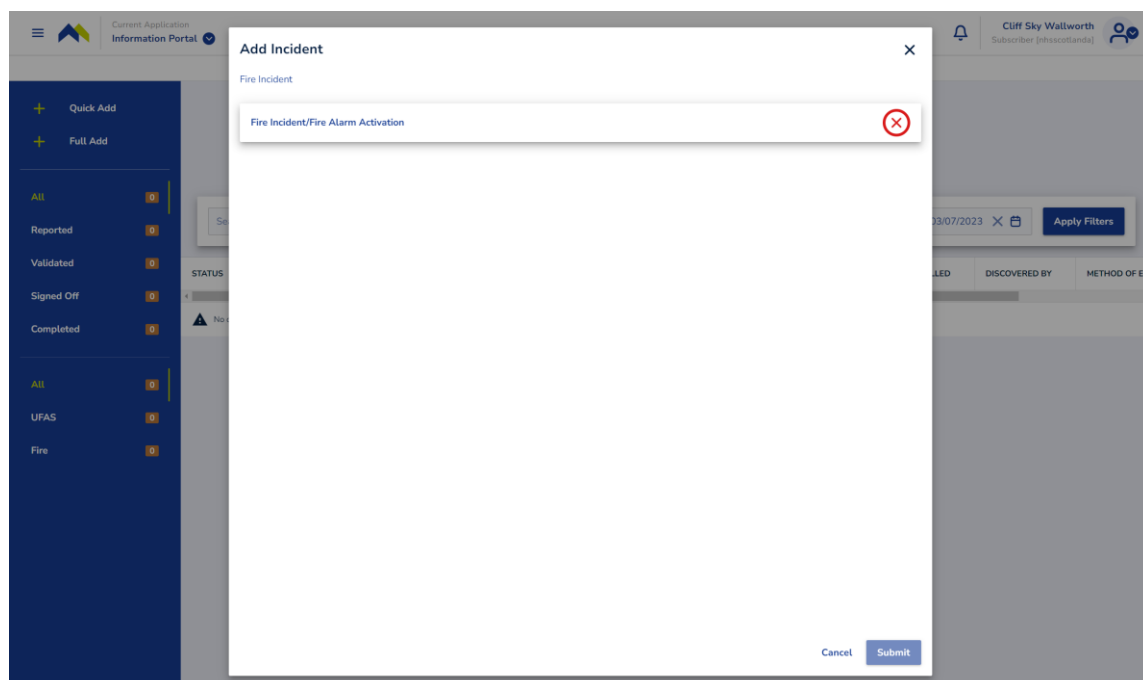 Current Application
Information Portal
Add Incident
Cliff Sky Wallworth
Subscriber [nhsscotlanda]
Fire Incident
Quick Add
Full Add
Fire Incident/Fire Alarm Activation
All 0
Reported 0
03/07/2023
Apply Filters
Validated 0
STATUS
DISCOVERED BY
METHOD OF E
Signed Off 0
Completed 0
No
All 0
UFAS 0
Fire 0
Cancel
Submit